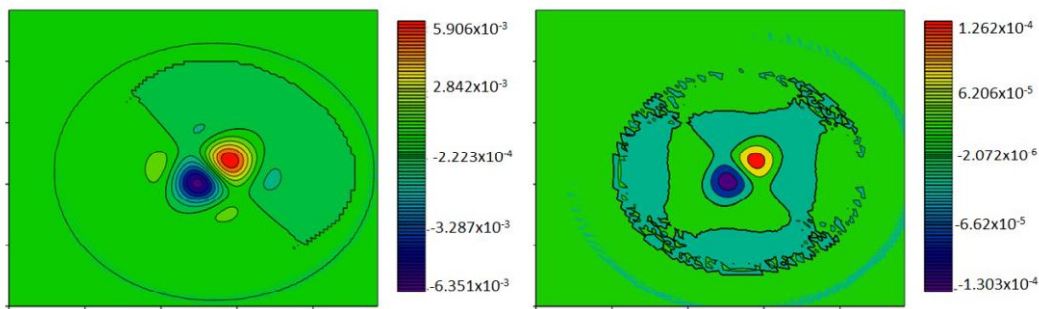 5.906x10⁻³
2.842x10⁻³
-2.223x10⁻⁴
-3.287x10⁻³
-6.351x10⁻³
1.262x10⁻⁴
6.206x10⁻⁵
-2.072x10⁻⁶
-6.62x10⁻⁵
-1.303x10⁻⁴